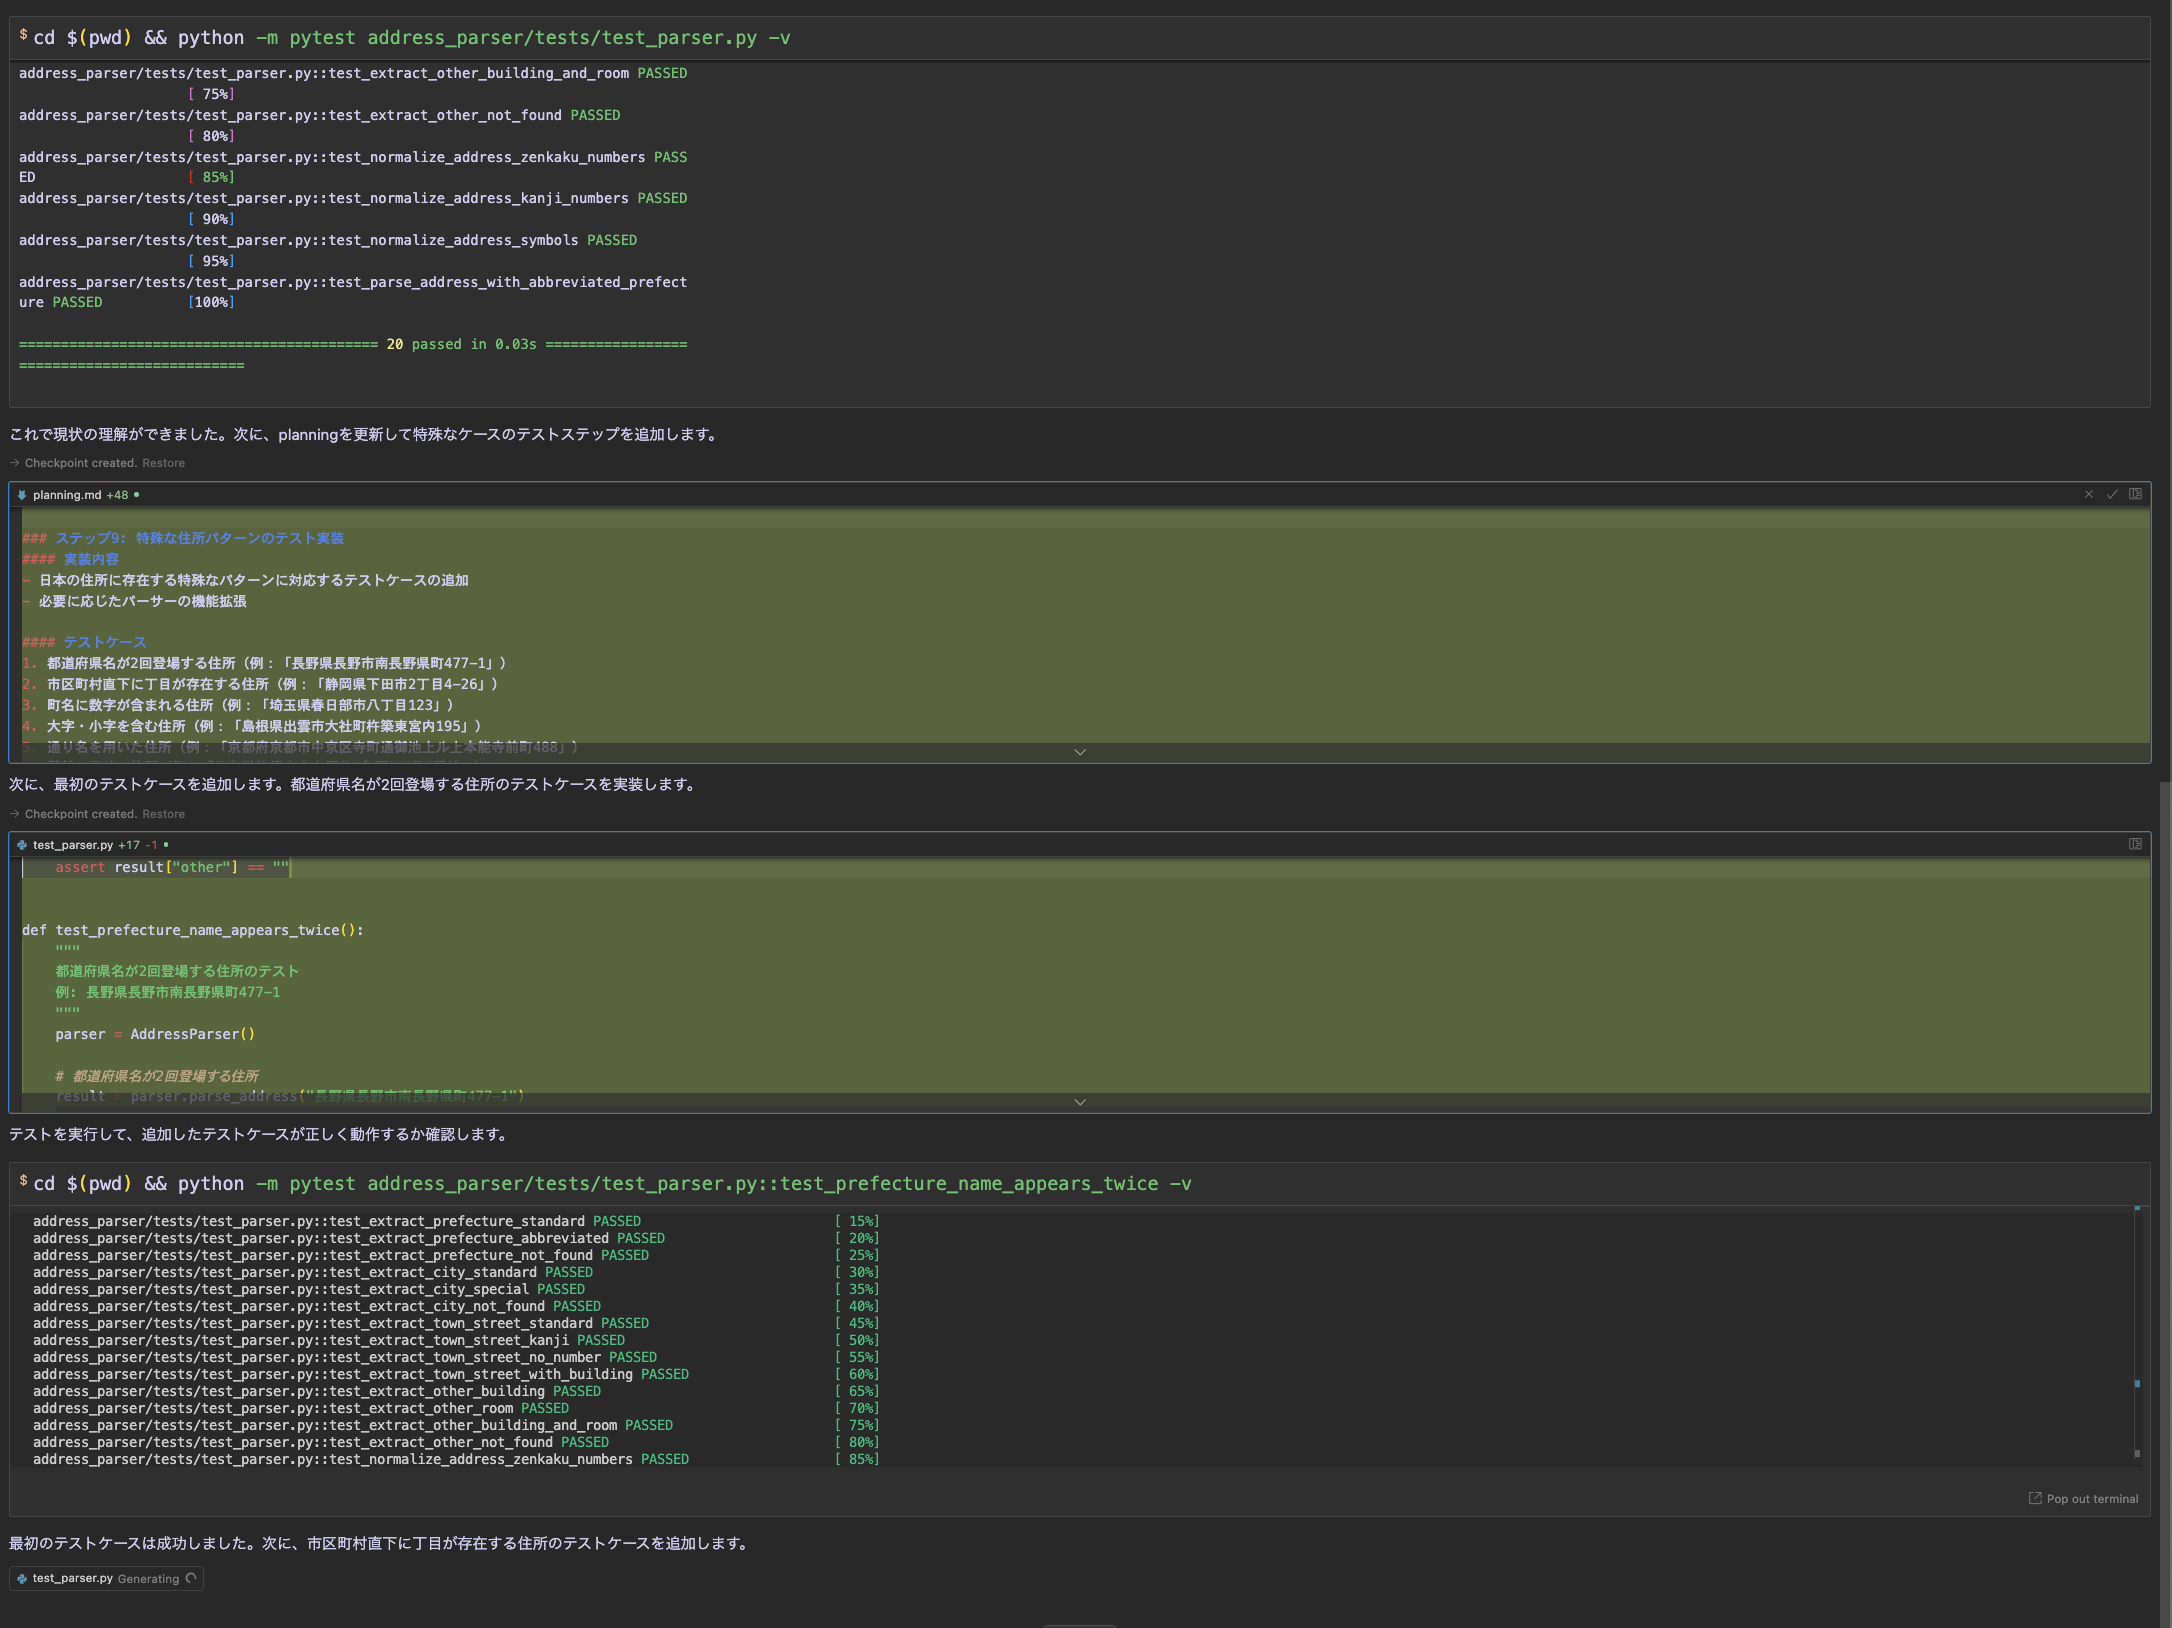 $ cd $(pwd) && python -m pytest address_parser/tests/test_parser.py -v
address_parser/tests/test_parser.py::test_extract_other_building_and_room PASSED
[ 75%]
address_parser/tests/test_parser.py::test_extract_other_not_found PASSED
[ 80%]
address_parser/tests/test_parser.py::test_normalize_address_zenkaku_numbers PASS
ED [ 85%]
address_parser/tests/test_parser.py::test_normalize_address_kanji_numbers PASSED
[ 90%]
address_parser/tests/test_parser.py::test_normalize_address_symbols PASSED
[ 95%]
address_parser/tests/test_parser.py::test_parse_address_with_abbreviated_prefect
ure PASSED [100%]
=========================================== 20 passed in 0.03s =================
===========================
これで現状の理解ができました。次に、planningを更新して特殊なケースのテストステップを追加します。
→ Checkpoint created. Restore
planning.md +48 •
### ステップ9: 特殊な住所パターンのテスト実装
#### 実装内容
- 日本の住所に存在する特殊なパターンに対応するテストケースの追加
- 必要に応じたパーサーの機能拡張
#### テストケース
1. 都道府県名が2回登場する住所（例：「長野県長野市南長野県町477-1」）
2. 市区町村直下に丁目が存在する住所（例：「静岡県下田市2丁目4-26」）
3. 町名に数字が含まれる住所（例：「埼玉県春日部市八丁目123」）
4. 大字・小字を含む住所（例：「島根県出雲市大社町杵築東宮内195」）
5. 通り名を用いた住所（例：「京都府京都市中京区寺町通御池上ル上本能寺前町488」）
次に、最初のテストケースを追加します。都道府県名が2回登場する住所のテストケースを実装します。
→ Checkpoint created. Restore
test_parser.py +17 -1 •
assert result["other"] == ""
def test_prefecture_name_appears_twice():
"""
都道府県名が2回登場する住所のテスト
例: 長野県長野市南長野県町477-1
"""
parser = AddressParser()
# 都道府県名が2回登場する住所
result = parser.parse_address("長野県長野市南長野県町477-1")
テストを実行して、追加したテストケースが正しく動作するか確認します。
$ cd $(pwd) && python -m pytest address_parser/tests/test_parser.py::test_prefecture_name_appears_twice -v
address_parser/tests/test_parser.py::test_extract_prefecture_standard PASSED [ 15%]
address_parser/tests/test_parser.py::test_extract_prefecture_abbreviated PASSED [ 20%]
address_parser/tests/test_parser.py::test_extract_prefecture_not_found PASSED [ 25%]
address_parser/tests/test_parser.py::test_extract_city_standard PASSED [ 30%]
address_parser/tests/test_parser.py::test_extract_city_special PASSED [ 35%]
address_parser/tests/test_parser.py::test_extract_city_not_found PASSED [ 40%]
address_parser/tests/test_parser.py::test_extract_town_street_standard PASSED [ 45%]
address_parser/tests/test_parser.py::test_extract_town_street_kanji PASSED [ 50%]
address_parser/tests/test_parser.py::test_extract_town_street_no_number PASSED [ 55%]
address_parser/tests/test_parser.py::test_extract_town_street_with_building PASSED [ 60%]
address_parser/tests/test_parser.py::test_extract_other_building PASSED [ 65%]
address_parser/tests/test_parser.py::test_extract_other_room PASSED [ 70%]
address_parser/tests/test_parser.py::test_extract_other_building_and_room PASSED [ 75%]
address_parser/tests/test_parser.py::test_extract_other_not_found PASSED [ 80%]
address_parser/tests/test_parser.py::test_normalize_address_zenkaku_numbers PASSED [ 85%]
Pop out terminal
最初のテストケースは成功しました。次に、市区町村直下に丁目が存在する住所のテストケースを追加します。
test_parser.py Generating